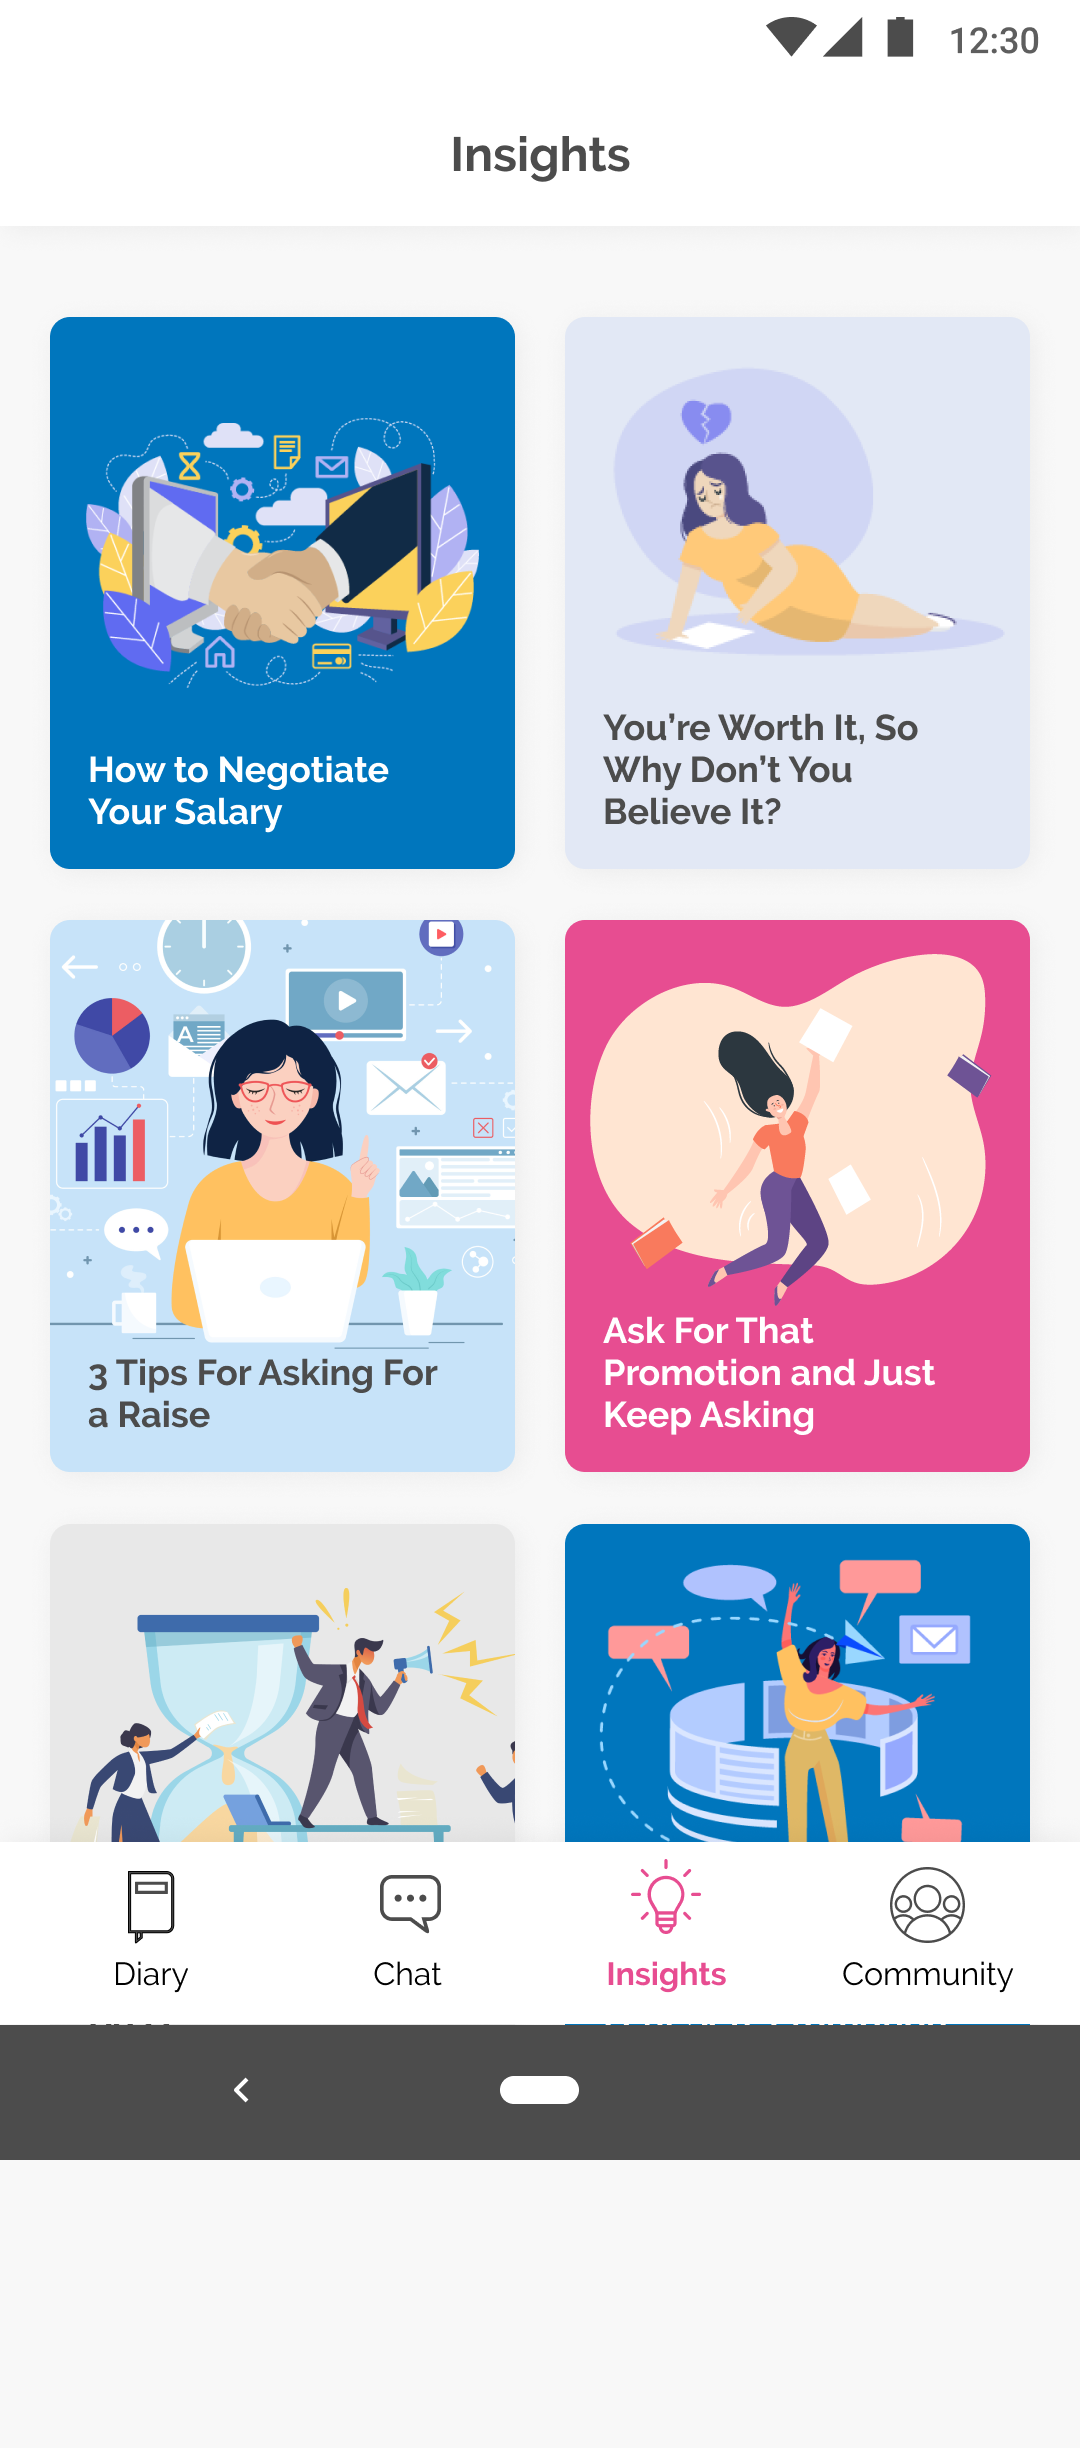 12:30
Insights
How to Negotiate
Your Salary
You’re Worth It, So
Why Don’t You
Believe It?
A
3 Tips For Asking For
a Raise
Ask For That
Promotion and Just
Keep Asking
Diary
Chat
Insights
Community